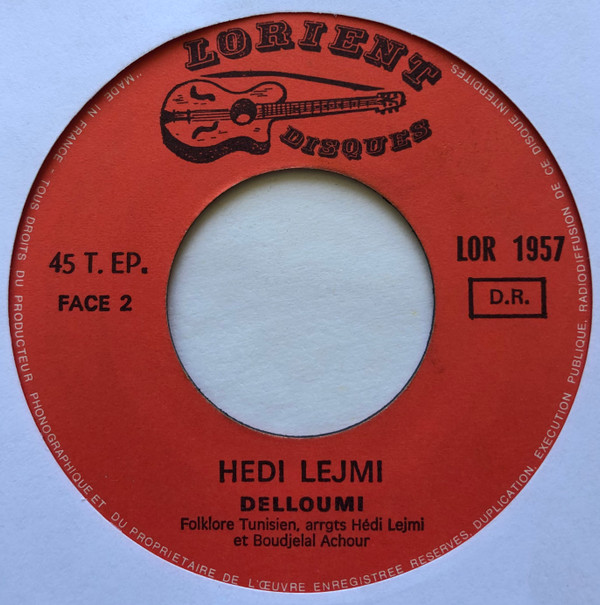 LORIENT
DISQUES
45 T. EP.
FACE 2
LOR 1957
D.R.
HEDI LEJMI
DELLOUMI
Folklore Tunisien, arrgts Hédi Lejmi
et Boudjelal Achour
"MADE IN FRANCE" - TOUS DROITS DU PRODUCTEUR PHONOGRAPHIQUE ET DU PROPRIETAIRE DE L'ŒUVRE ENREGISTREE RESERVES, DUPLICATION, EXECUTION PUBLIQUE, RADIODIFFUSION DE CE DISQUE INTERDITES